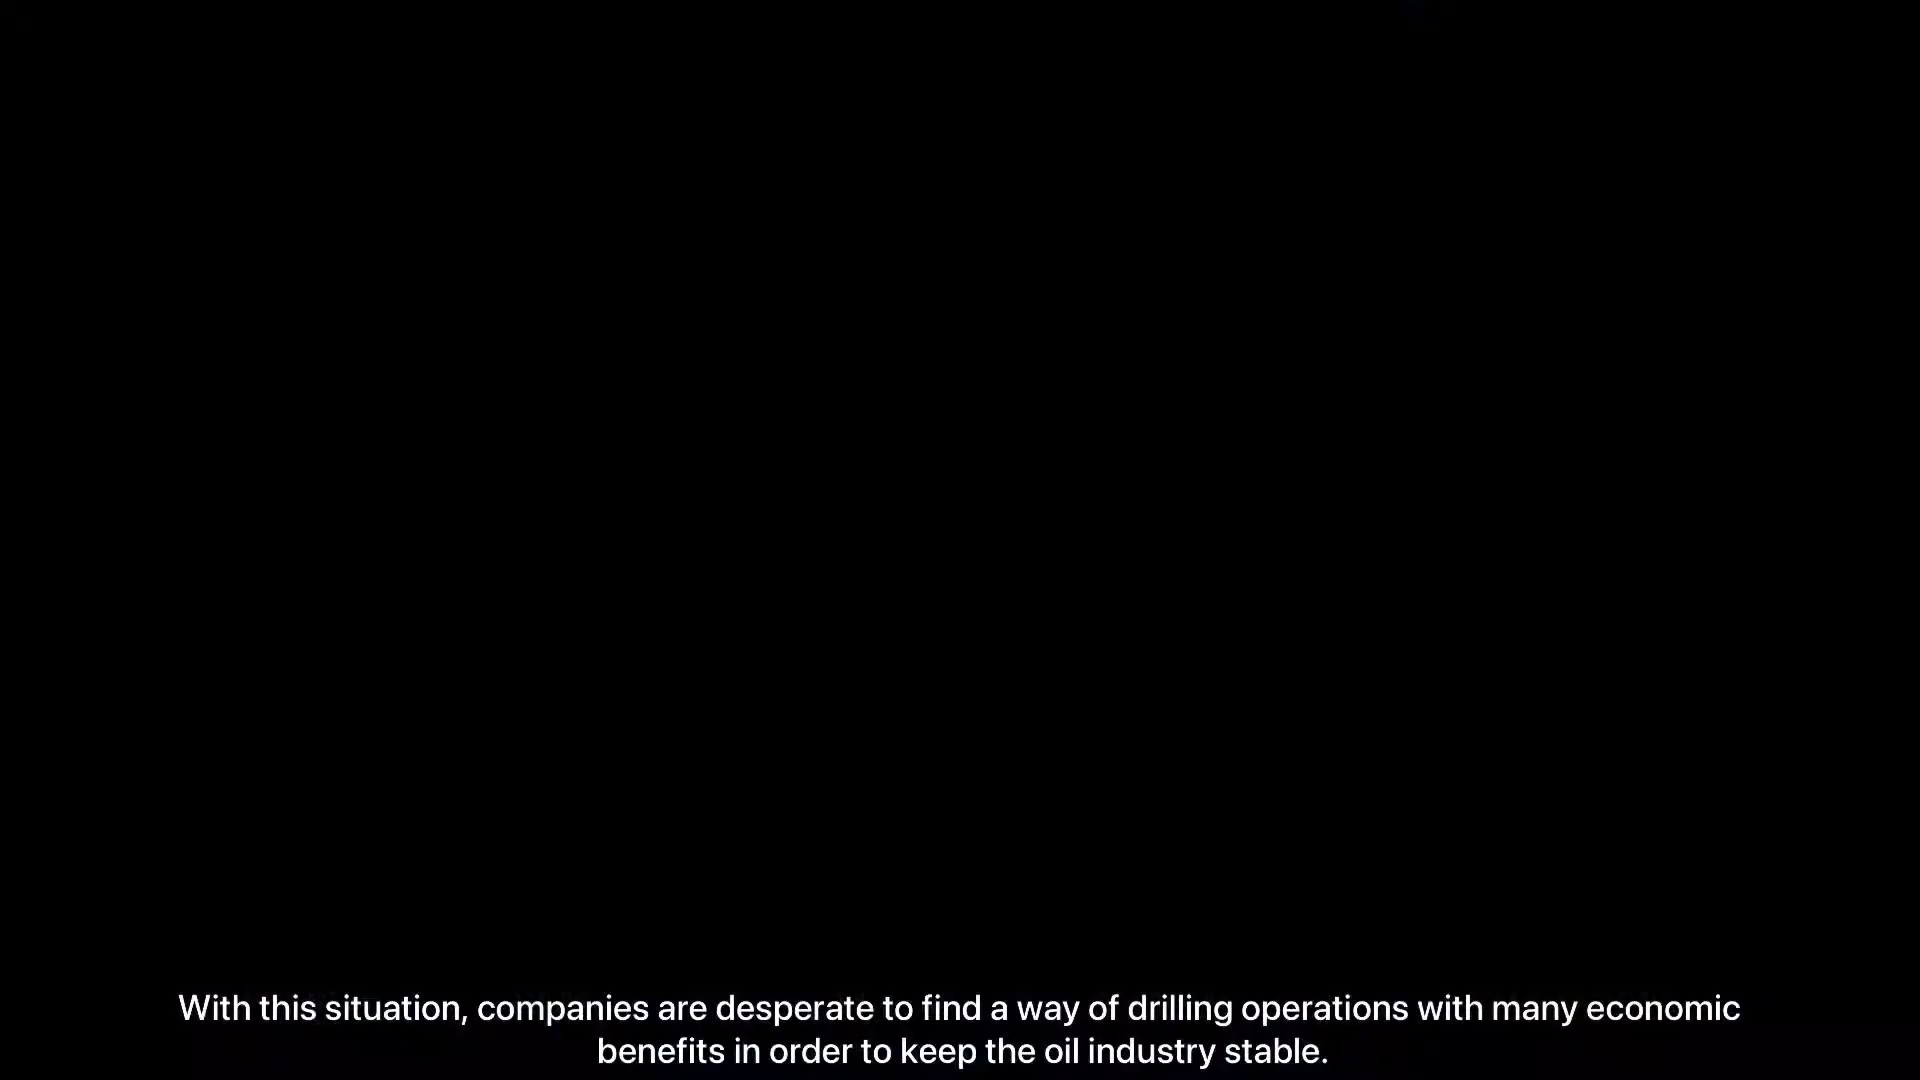 With this situation, companies are desperate to find a way of drilling operations with many economic
benefits in order to keep the oil industry stable.